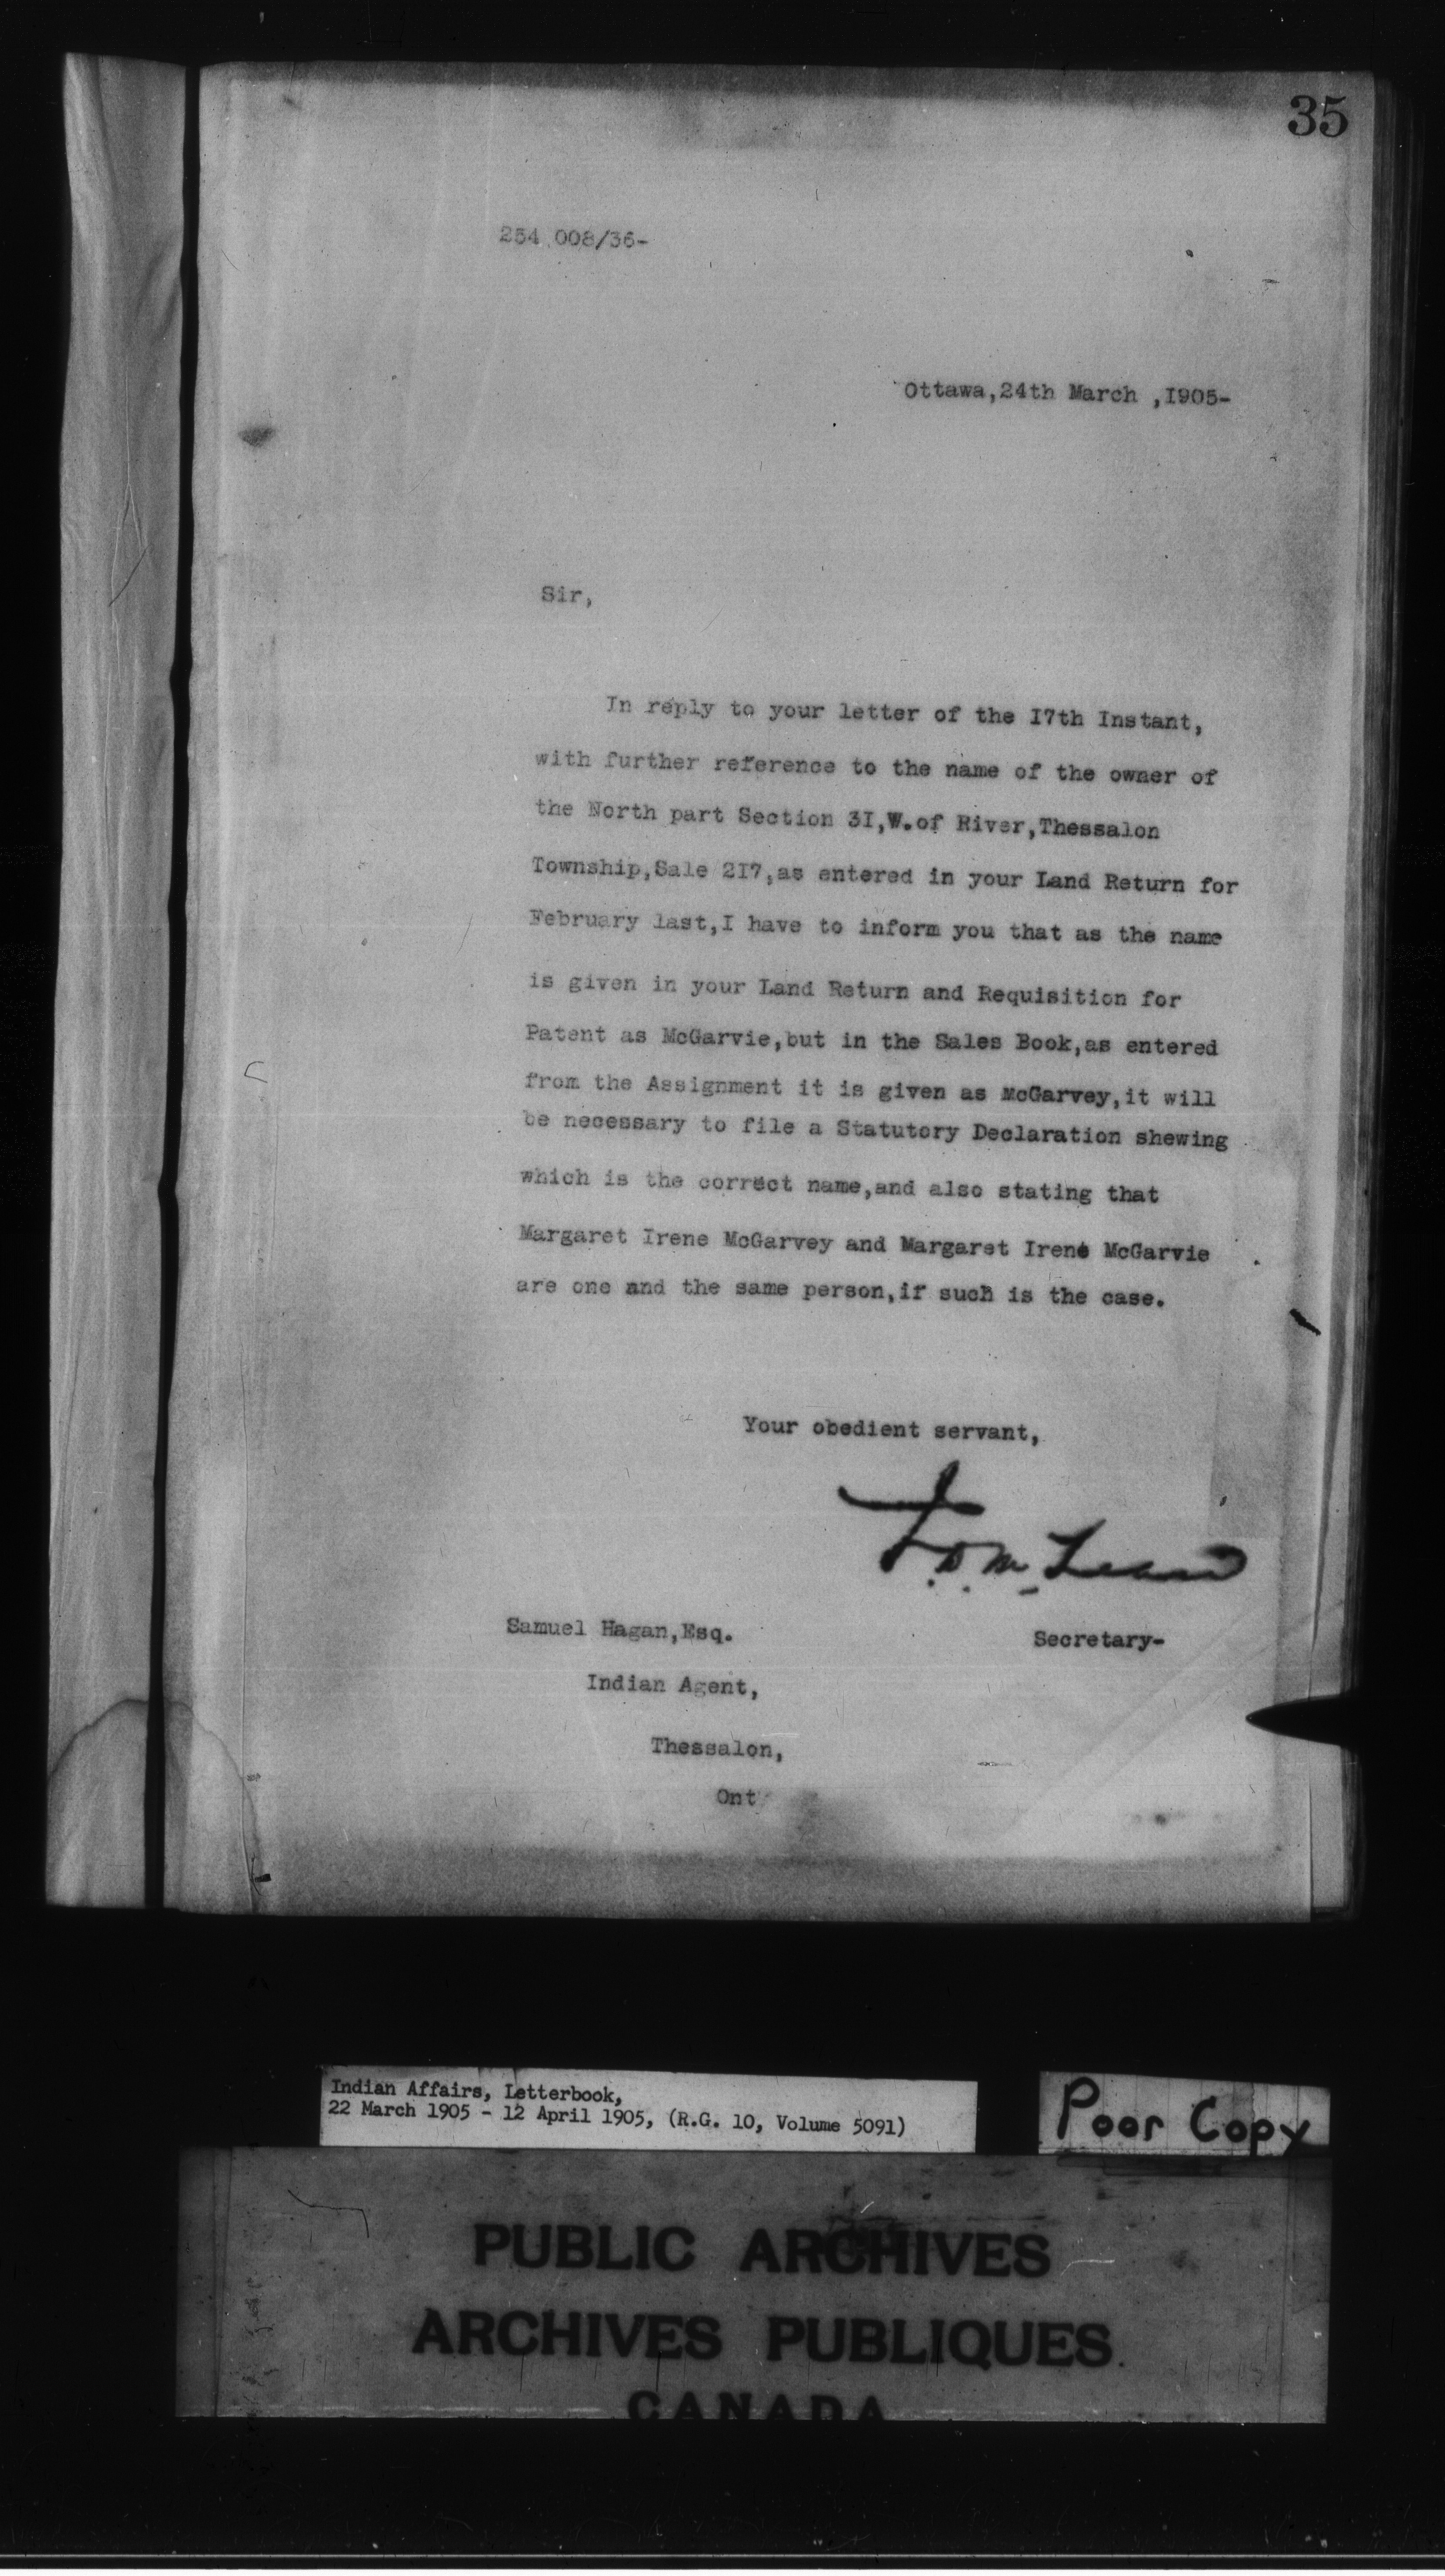 35
254,008/36-
Ottawa,24th March ,I905-
Sir,
In reply to your letter of the I7th Instant,
with further reference to the name of the owner of
the North part Section 3I,W.of River,Thessalon
Township,Sale 2I7,as entered in your Land Return for
February last,I have to inform you that as the name
is given in your Land Return and Requisition for
Patent as McGarvie,but in the Sales Book,as entered
from the Assignment it is given as McGarvey,it will
be necessary to file a Statutory Declaration shewing
which is the correct name,and also stating that
Margaret Irene McGarvey and Margaret Irene McGarvie
are one and the same person,if such is the case.
Your obedient servant,
J.D. McLean
Samuel Hagan,Esq.
Secretary-
Indian Agent,
Thessalon,
Ont
Indian Affairs, Letterbook,
22 March 1905 - 12 April 1905, (R.G. 10, Volume 5091)
Poor Copy
PUBLIC ARCHIVES
ARCHIVES PUBLIQUES
CANADA